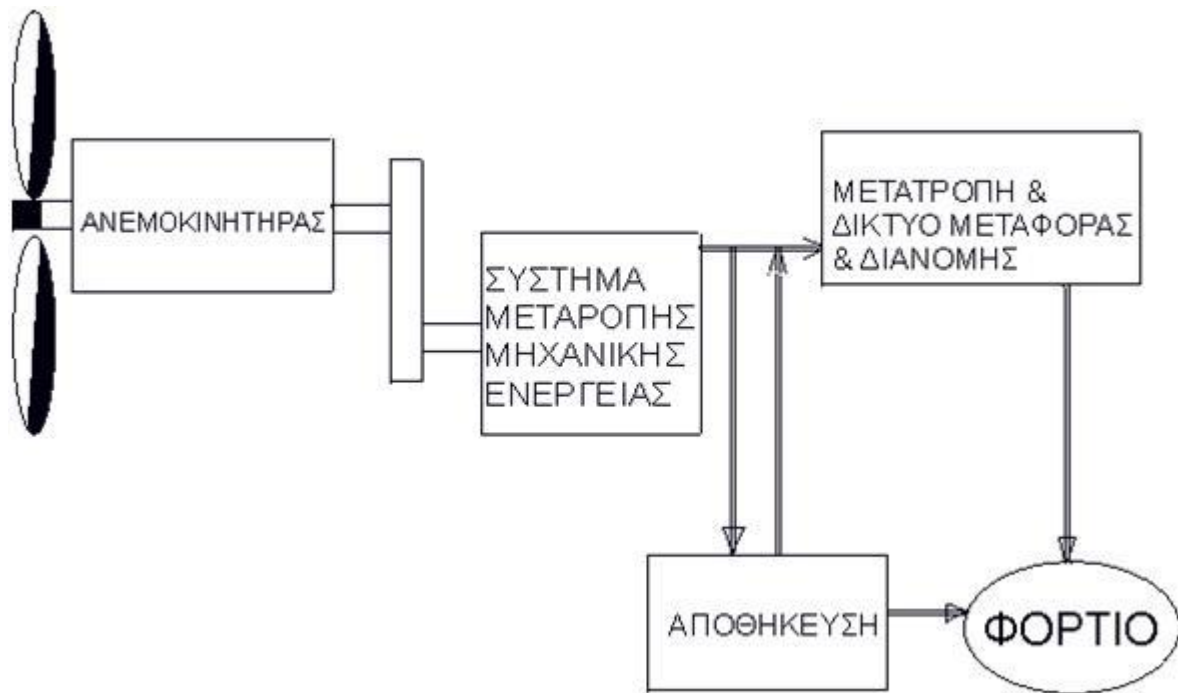 ΑΝΕΜΟΚΙΝΗΤΗΡΑΣ
ΣΥΣΤΗΜΑ
ΜΕΤΑΡΟΠΗΣ
ΜΗΧΑΝΙΚΗΣ
ΕΝΕΡΓΕΙΑΣ
ΜΕΤΑΤΡΟΠΗ &
ΔΙΚΤΥΟ ΜΕΤΑΦΟΡΑΣ
& ΔΙΑΝΟΜΗΣ
ΑΠΟΘΗΚΕΥΣΗ
ΦΟΡΤΙΟ